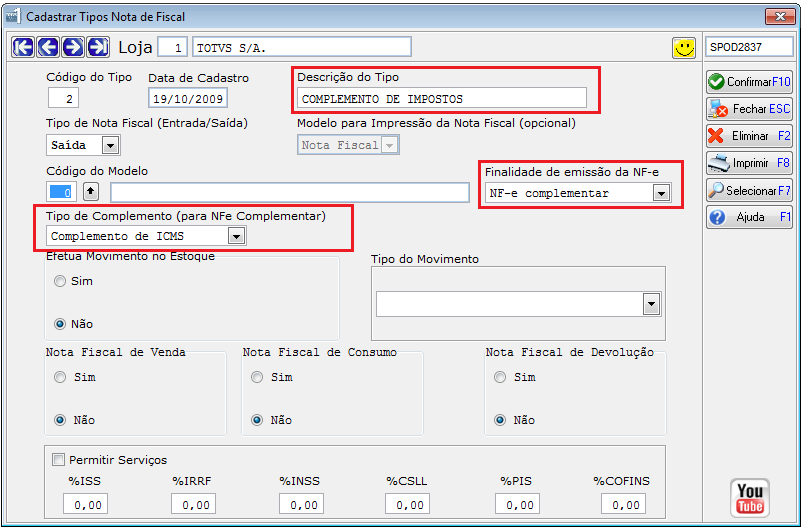 Cadastrar Tipos Nota de Fiscal
Loja 1 TOTVS S/A.
SPOD2837
Código do Tipo Data de Cadastro Descrição do Tipo
2 19/10/2009 COMPLEMENTO DE IMPOSTOS
Tipo de Nota Fiscal (Entrada/Saída) Modelo para Impressão da Nota Fiscal (opcional)
Saída Nota Fiscal
Código do Modelo Finalidade de emissão da NF-e
0 NF-e complementar
Tipo de Complemento (para NFe Complementar)
Complemento de ICMS
Efetua Movimento no Estoque Tipo do Movimento
Sim
Não
Nota Fiscal de Venda Nota Fiscal de Consumo Nota Fiscal de Devolução
Sim Sim Sim
Não Não Não
Permitir Serviços
%ISS %IRRF %INSS %CSLL %PIS %COFINS
0,00 0,00 0,00 0,00 0,00 0,00
Confirmar F10
Fechar ESC
Eliminar F2
Imprimir F8
Selecionar F7
Ajuda F1
You
Tube